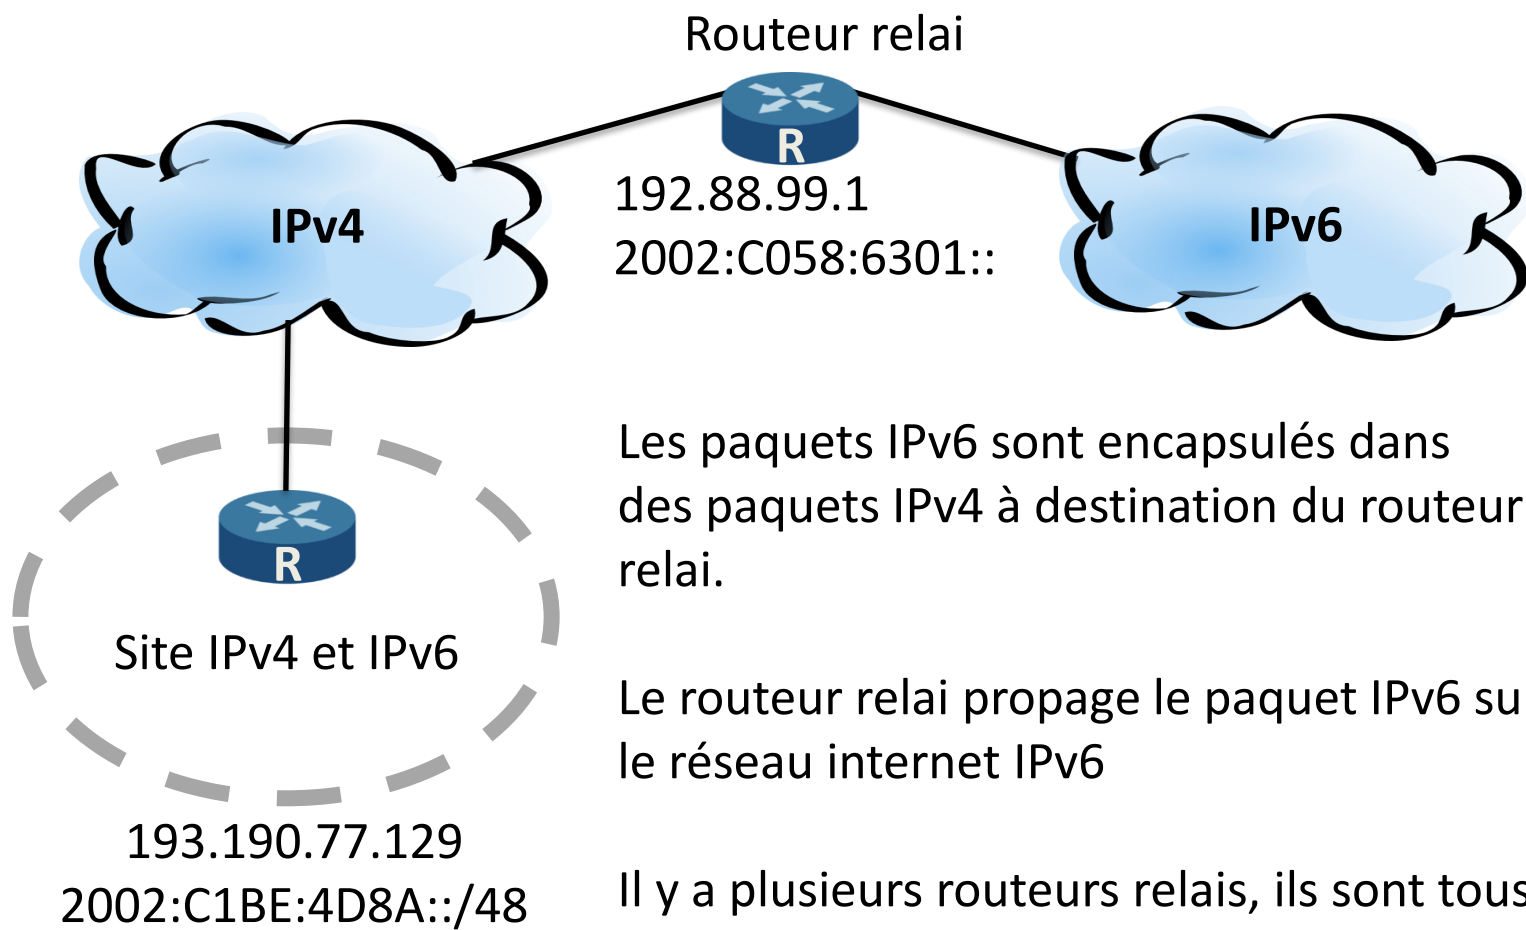 Routeur relai
R
192.88.99.1
2002:C058:6301::
IPv4
IPv6
R
Site IPv4 et IPv6
193.190.77.129
2002:C1BE:4D8A::/48
Les paquets IPv6 sont encapsulés dans
des paquets IPv4 à destination du routeur
relai.
Le routeur relai propage le paquet IPv6 su
le réseau internet IPv6
Il y a plusieurs routeurs relais, ils sont tous